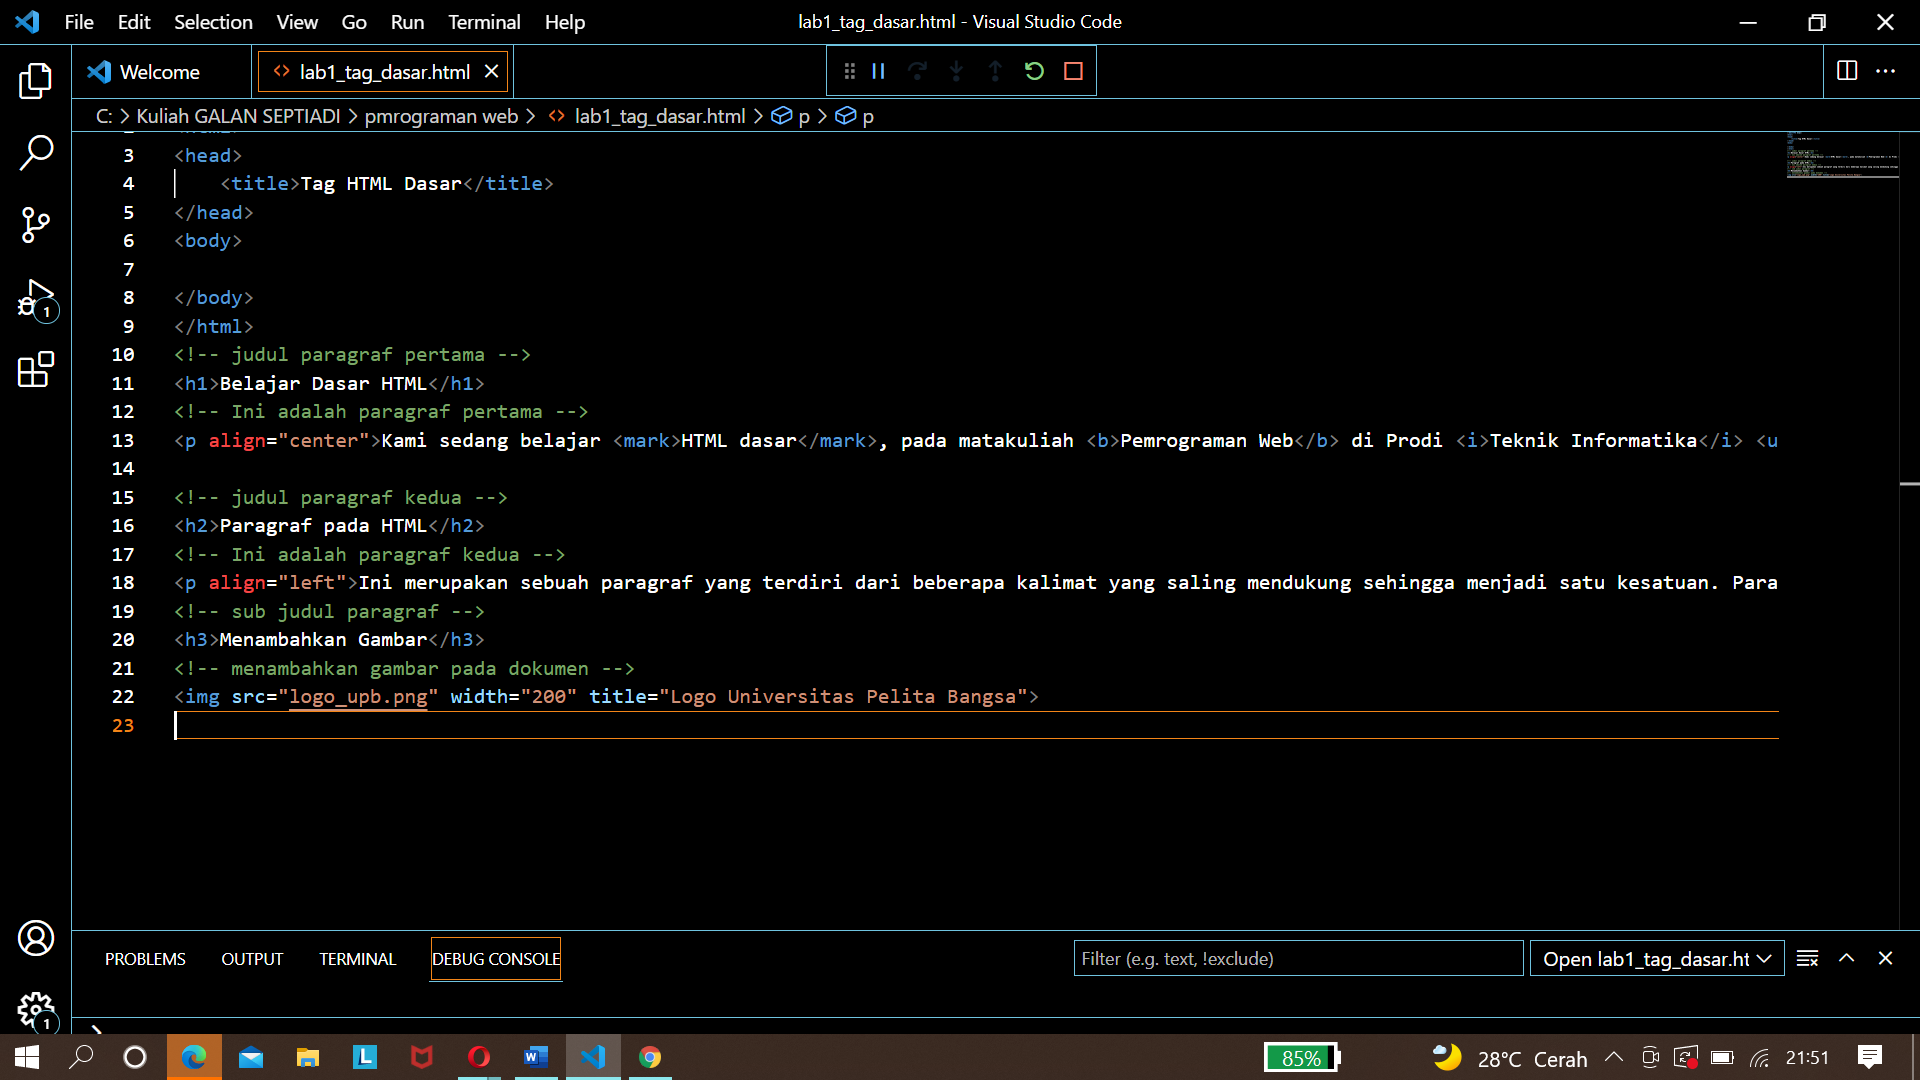 File Edit Selection View Go Run Terminal Help lab1_tag_dasar.html - Visual Studio Code
Welcome lab1_tag_dasar.html
C: > Kuliah GALAN SEPTIADI > pmrograman web > lab1_tag_dasar.html > p > p
3 <head>
4 <title>Tag HTML Dasar</title>
5 </head>
6 <body>
7
8 </body>
9 </html>
10 <!-- judul paragraf pertama -->
11 <h1>Belajar Dasar HTML</h1>
12 <!-- Ini adalah paragraf pertama -->
13 <p align="center">Kami sedang belajar <mark>HTML dasar</mark>, pada matakuliah <b>Pemrograman Web</b> di Prodi <i>Teknik Informatika</i> <u
14
15 <!-- judul paragraf kedua -->
16 <h2>Paragraf pada HTML</h2>
17 <!-- Ini adalah paragraf kedua -->
18 <p align="left">Ini merupakan sebuah paragraf yang terdiri dari beberapa kalimat yang saling mendukung sehingga menjadi satu kesatuan. Para
19 <!-- sub judul paragraf -->
20 <h3>Menambahkan Gambar</h3>
21 <!-- menambahkan gambar pada dokumen -->
22 <img src="logo_upb.png" width="200" title="Logo Universitas Pelita Bangsa">
23
1
PROBLEMS OUTPUT TERMINAL DEBUG CONSOLE Filter (e.g. text, !exclude) Open lab1_tag_dasar.ht
1
85% 28°C Cerah 21:51